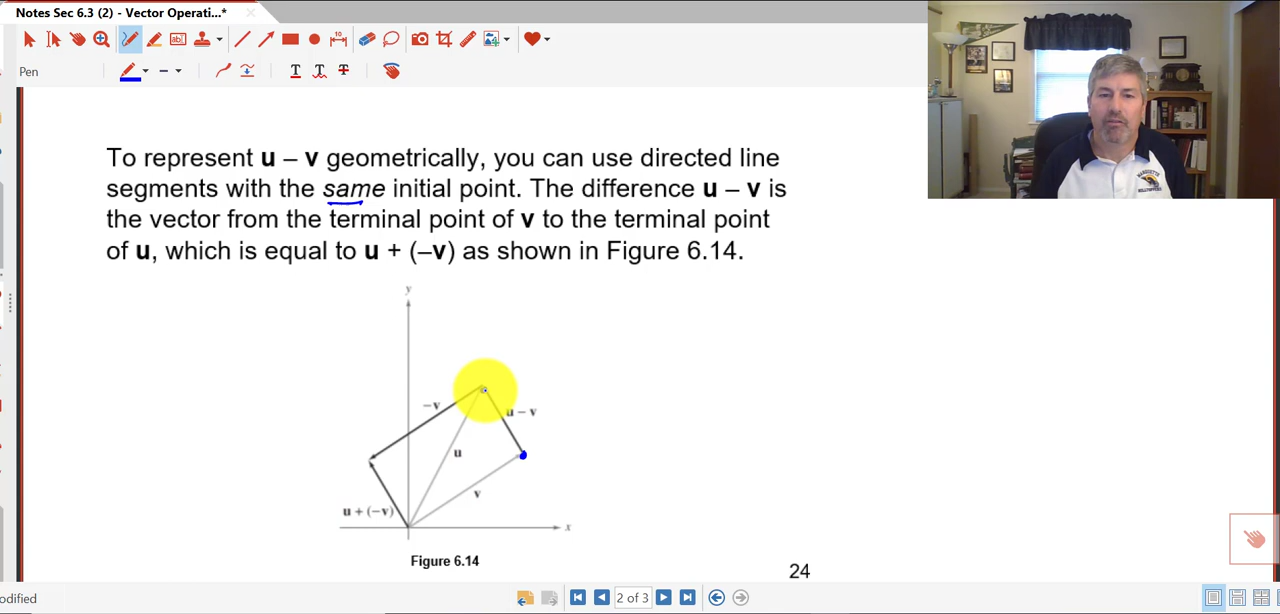 Notes Sec 6.3 (2) - Vector Operati...*
Pen
To represent u – v geometrically, you can use directed line
segments with the same initial point. The difference u – v is
the vector from the terminal point of v to the terminal point
of u, which is equal to u + (–v) as shown in Figure 6.14.
y
–v
u – v
u
v
u + (–v)
x
Figure 6.14
24
odified
2 of 3